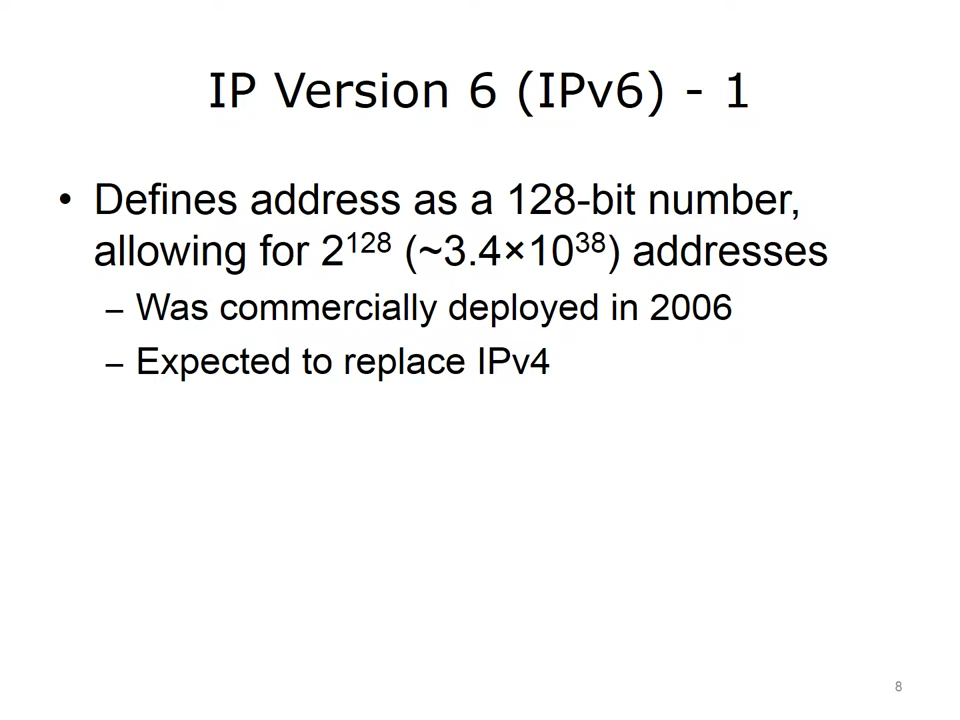 IP Version 6 (IPv6) - 1
• Defines address as a 128-bit number,
allowing for 2¹²⁸ (~3.4×10³⁸) addresses
– Was commercially deployed in 2006
– Expected to replace IPv4
8